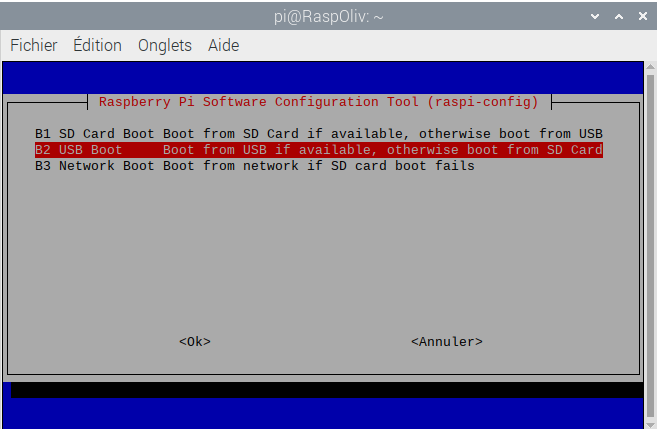 pi@RaspOliv: ~
Fichier Édition Onglets Aide
Raspberry Pi Software Configuration Tool (raspi-config)
B1 SD Card Boot Boot from SD Card if available, otherwise boot from USB
B2 USB Boot     Boot from USB if available, otherwise boot from SD Card
B3 Network Boot Boot from network if SD card boot fails
<Ok> <Annuler>